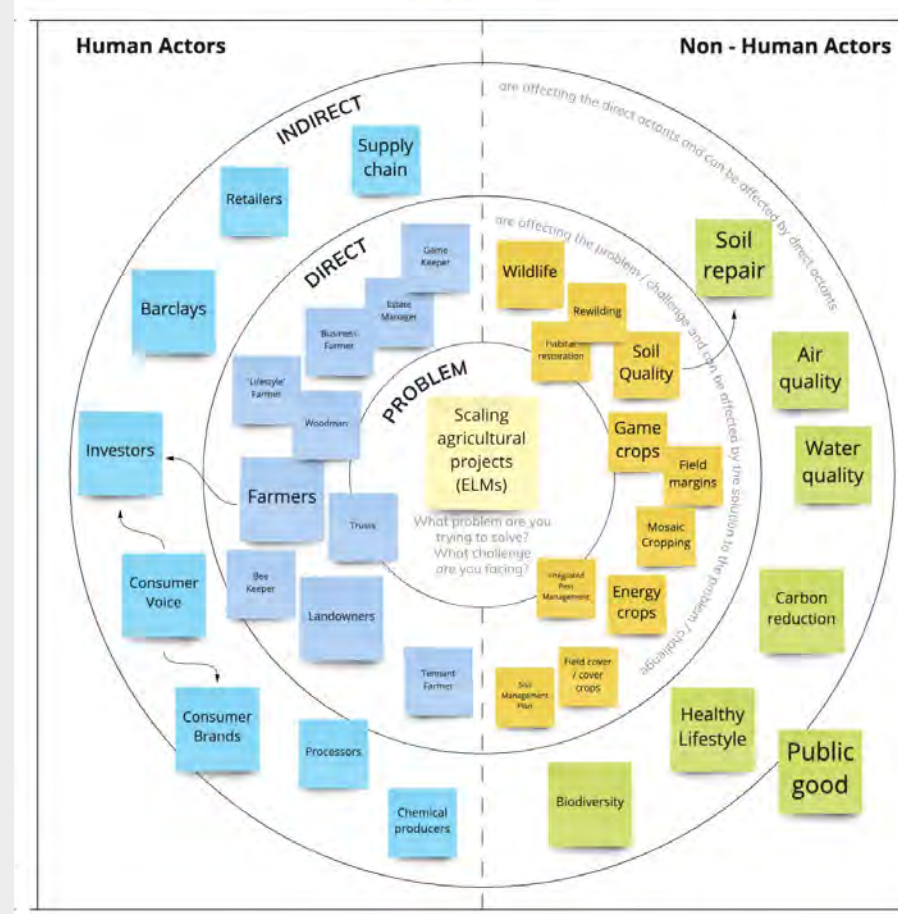 Human Actors
Non - Human Actors
INDIRECT
are affecting the direct actants and can be affected by direct actants
Supply
chain
Retailers
Barclays
Investors
Consumer
Voice
Consumer
Brands
Processors
Chemical
producers
DIRECT
are affecting the problem / challenge and can be affected by the solution to the problem / challenge
Game
Keeper
Estate
Manager
'Business'
Farmer
'Lifestyle'
Farmer
Woodman
Farmers
Trusts
Bee
Keeper
Landowners
Tennant
Farmer
PROBLEM
Scaling
agricultural
projects
(ELMs)
What problem are you
trying to solve?
What challenge
are you facing?
Wildlife
Rewilding
Habitat
restoration
Soil
Quality
Game
crops
Field
margins
Mosaic
Cropping
Integrated
Pest
Management
Energy
crops
Field cover
/ cover
crops
Soil
Management
Plan
Soil
repair
Air
quality
Water
quality
Carbon
reduction
Healthy
Lifestyle
Public
good
Biodiversity